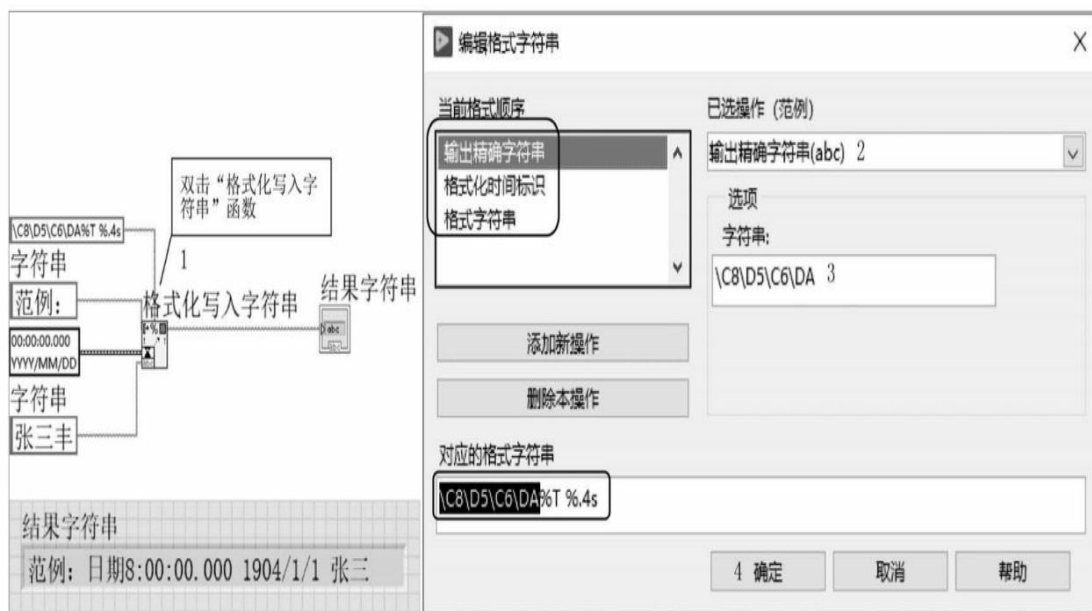 双击“格式化写入字
符串”函数
\C8\D5\C6\DA%T %.4s
字符串
1
范例：
格式化写入字符串
结果字符串
abc
00:00:00.000
YYYY/MM/DD
字符串
张三丰
结果字符串
范例：日期8:00:00.000 1904/1/1 张三
编辑格式字符串
当前格式顺序
输出精确字符串
格式化时间标识
格式字符串
添加新操作
删除本操作
已选操作 (范例)
输出精确字符串(abc) 2
选项
字符串:
\C8\D5\C6\DA 3
对应的格式字符串
\C8\D5\C6\DA%T %.4s
4 确定
取消
帮助